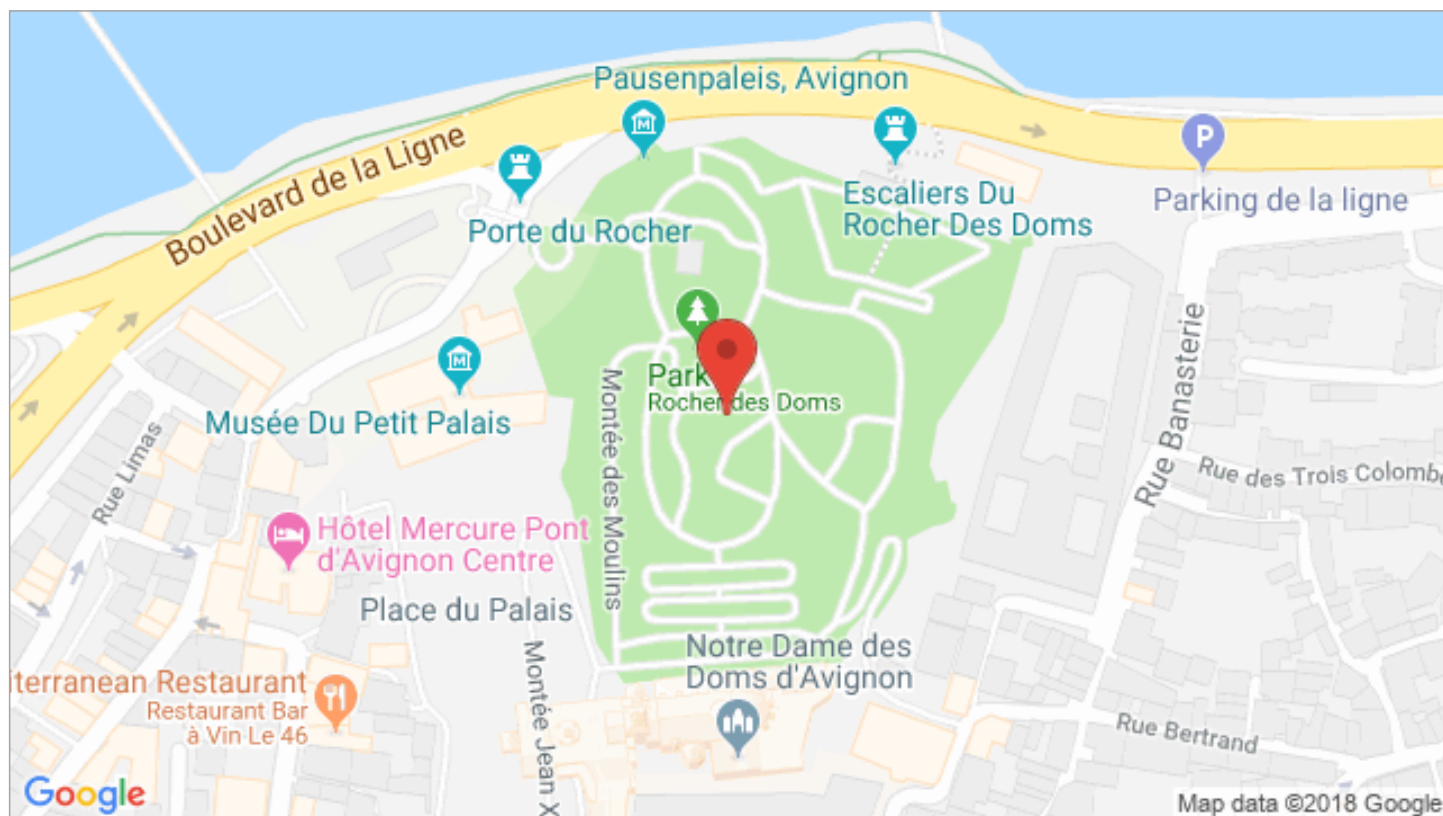 Pausenpaleis, Avignon
Boulevard de la Ligne
Porte du Rocher
Escaliers Du
Rocher Des Doms
P
Parking de la ligne
M
M
Musée Du Petit Palais
Park
Rocher des Doms
Montée des Moulins
Rue Limas
Rue Banasterie
Rue des Trois Colombe
Hôtel Mercure Pont
d'Avignon Centre
Place du Palais
Notre Dame des
Doms d'Avignon
Montée Jean X
iterranean Restaurant
Restaurant Bar
à Vin Le 46
Rue Bertrand
Google
Map data ©2018 Google